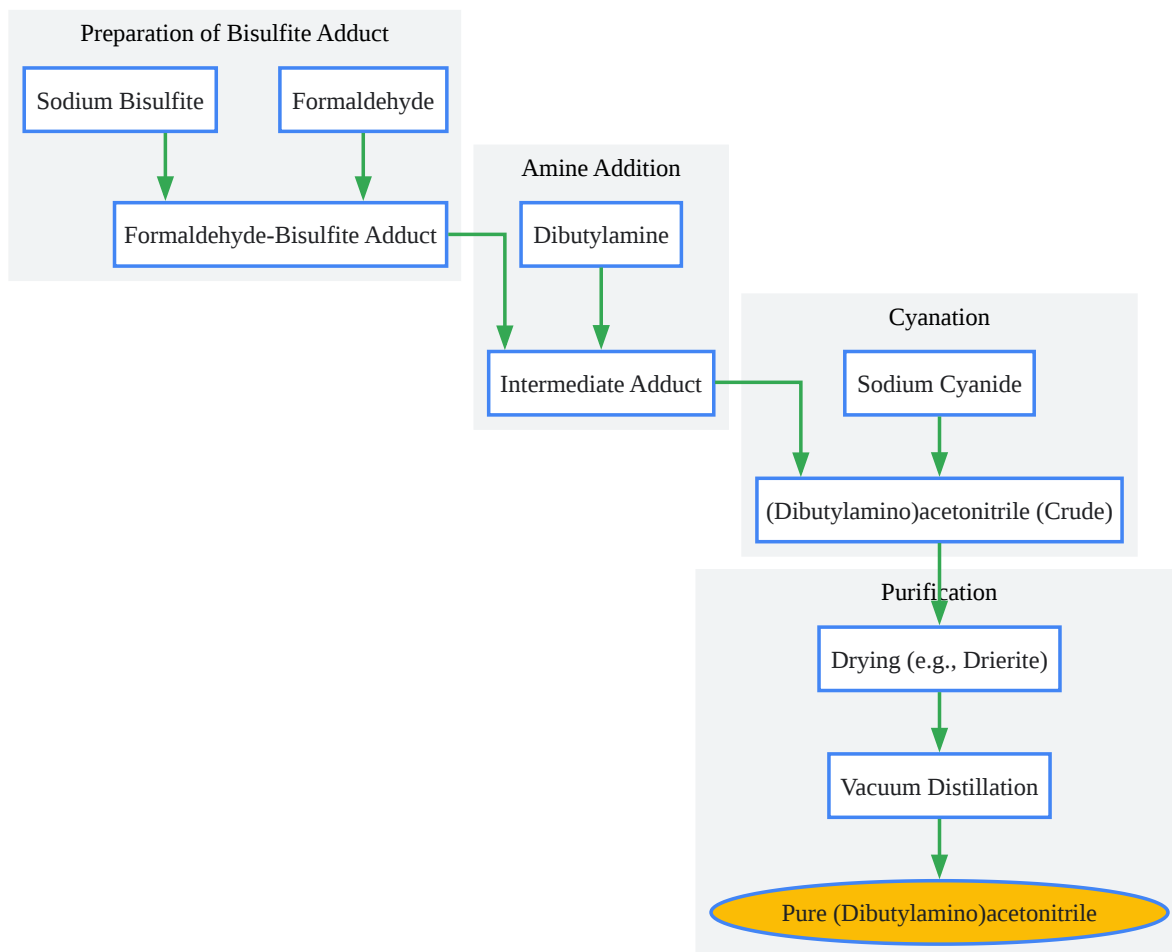 Preparation of Bisulfite Adduct
Sodium Bisulfite
Formaldehyde
Formaldehyde-Bisulfite Adduct
Amine Addition
Dibutylamine
Intermediate Adduct
Cyanation
Sodium Cyanide
(Dibutylamino)acetonitrile (Crude)
Purification
Drying (e.g., Drierite)
Vacuum Distillation
Pure (Dibutylamino)acetonitrile